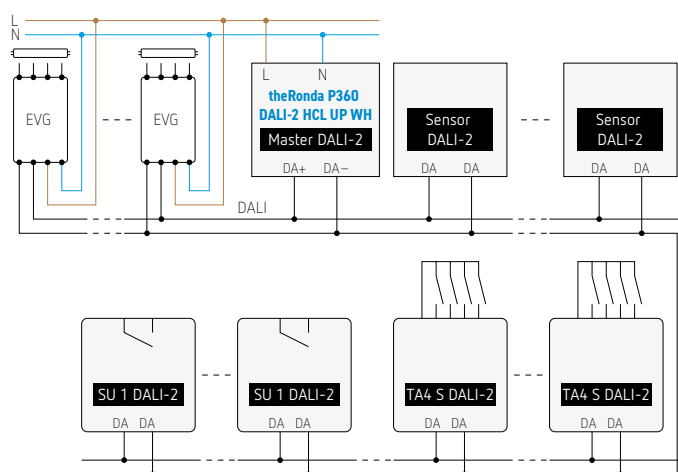 L
N
EVG
EVG
L N
theRonda P360
DALI-2 HCL UP WH
Master DALI-2
DA+ DA−
Sensor
DALI-2
DA DA
Sensor
DALI-2
DA DA
DALI
SU 1 DALI-2
DA DA
SU 1 DALI-2
DA DA
TA4 S DALI-2
DA DA
TA4 S DALI-2
DA DA